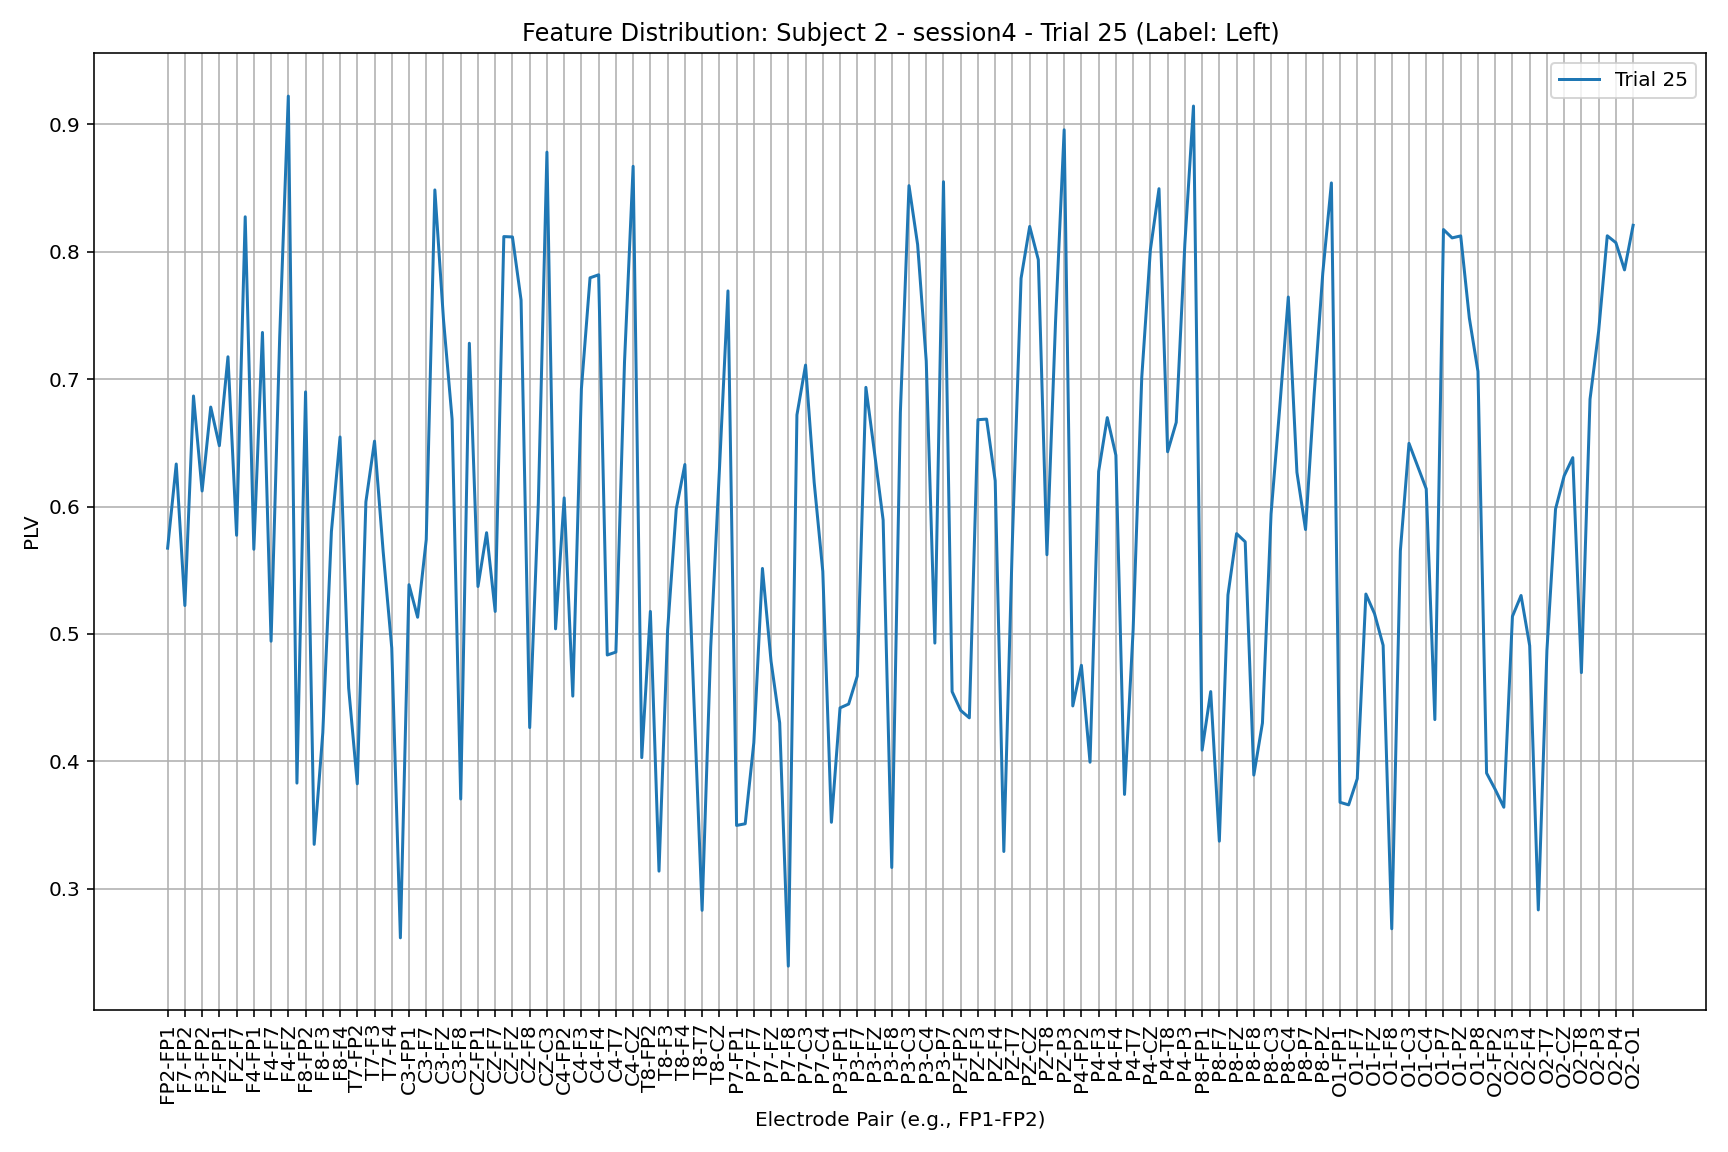 Feature Distribution: Subject 2 - session4 - Trial 25 (Label: Left)
Trial 25
0.9
0.8
0.7
0.6
0.5
0.4
0.3
PLV
FP2-FP1
F7-FP2
F3-FP2
FZ-FP1
FZ-F7
F4-FP1
F4-F7
F4-FZ
F8-FP2
F8-F3
F8-F4
T7-FP2
T7-F3
T7-F4
C3-FP1
C3-F7
C3-FZ
C3-F8
CZ-FP1
CZ-F7
CZ-FZ
CZ-F8
CZ-C3
C4-FP2
C4-F3
C4-F4
C4-T7
C4-CZ
T8-FP2
T8-F3
T8-F4
T8-T7
T8-CZ
P7-FP1
P7-F7
P7-FZ
P7-F8
P7-C3
P7-C4
P3-FP1
P3-F7
P3-FZ
P3-F8
P3-C3
P3-C4
P3-P7
PZ-FP2
PZ-F3
PZ-F4
PZ-T7
PZ-CZ
PZ-T8
PZ-P3
P4-FP2
P4-F3
P4-F4
P4-T7
P4-CZ
P4-T8
P4-P3
P8-FP1
P8-F7
P8-FZ
P8-F8
P8-C3
P8-C4
P8-P7
P8-PZ
O1-FP1
O1-F7
O1-FZ
O1-F8
O1-C3
O1-C4
O1-P7
O1-PZ
O1-P8
O2-FP2
O2-F3
O2-F4
O2-T7
O2-CZ
O2-T8
O2-P3
O2-P4
O2-O1
Electrode Pair (e.g., FP1-FP2)